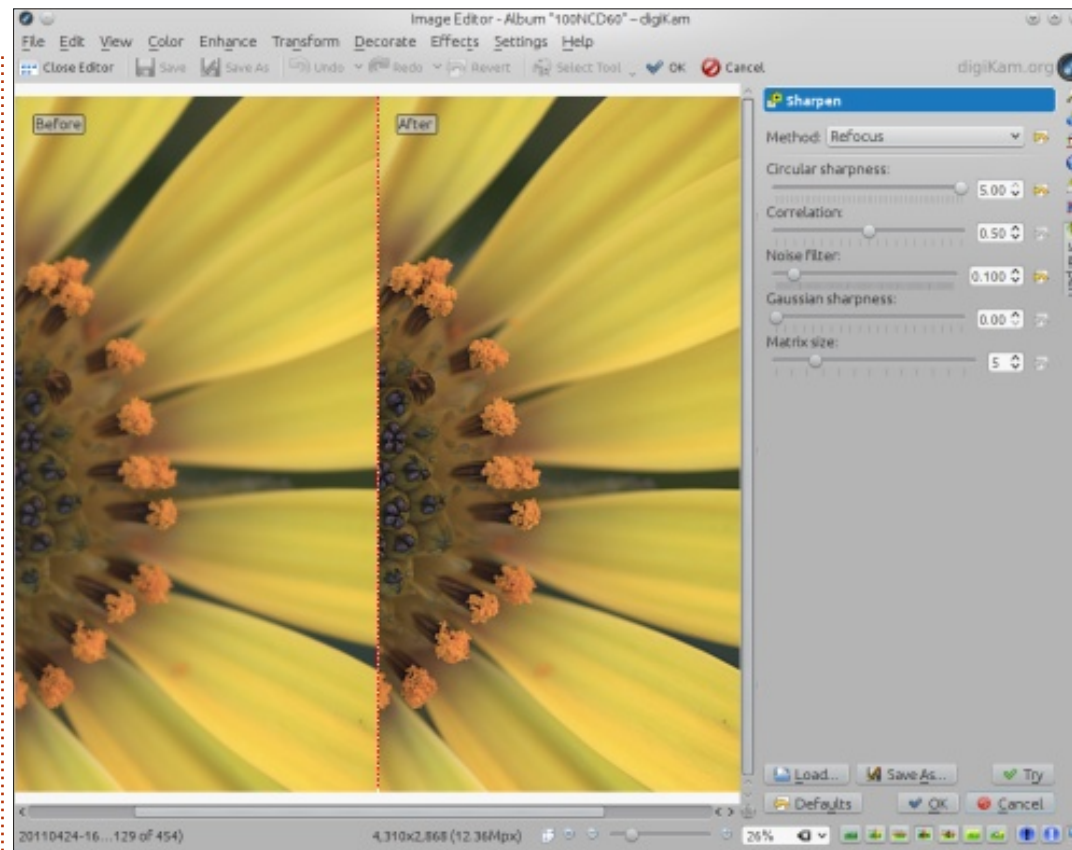 Image Editor - Album "100NCD60" - digiKam
File Edit View Color Enhance Transform Decorate Effects Settings Help
Close Editor Save Save As Undo Redo Revert Select Tool OK Cancel digiKam.org
Before
After
Sharpen
Method: Refocus
Circular sharpness:
5.00
Correlation:
0.50
Noise filter:
0.100
Gaussian sharpness:
0.00
Matrix size:
5
Load... Save As... Try
Defaults OK Cancel
20110424-16...129 of 454) 4,310x2,868 (12.36Mpx) 26%